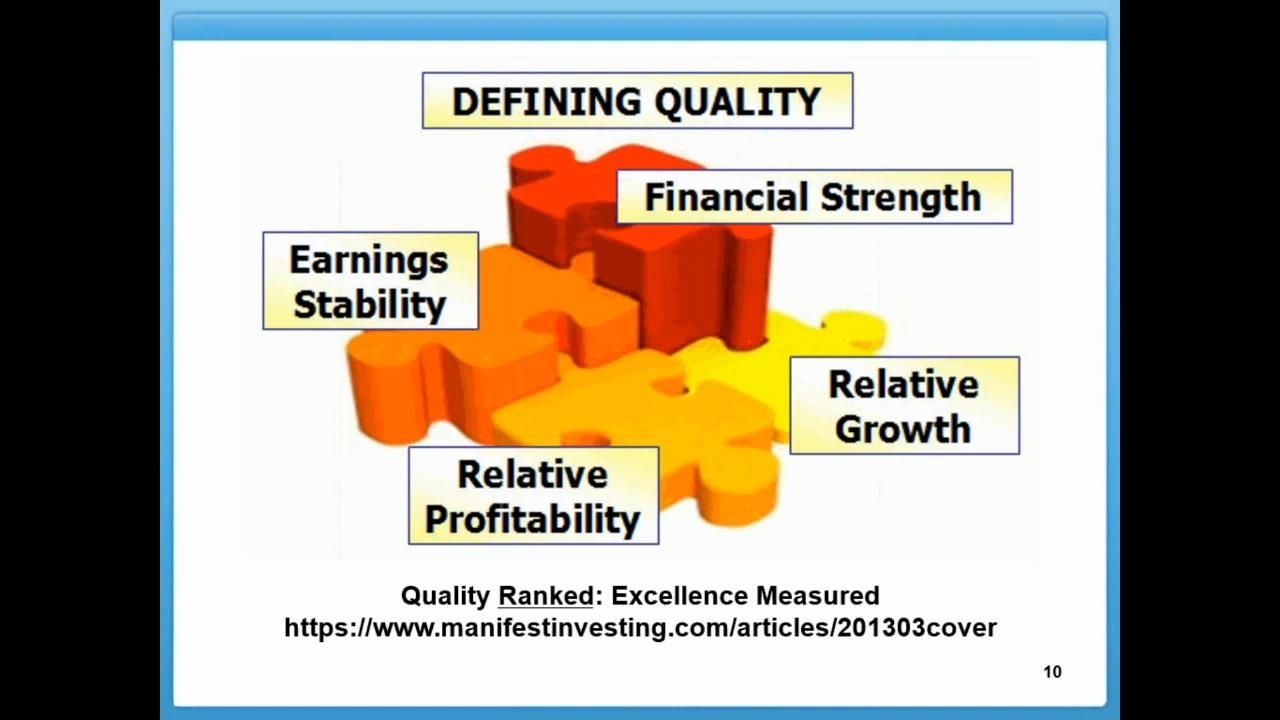 DEFINING QUALITY
Financial Strength
Earnings
Stability
Relative
Growth
Relative
Profitability
Quality Ranked: Excellence Measured
https://www.manifestinvesting.com/articles/201303cover
10